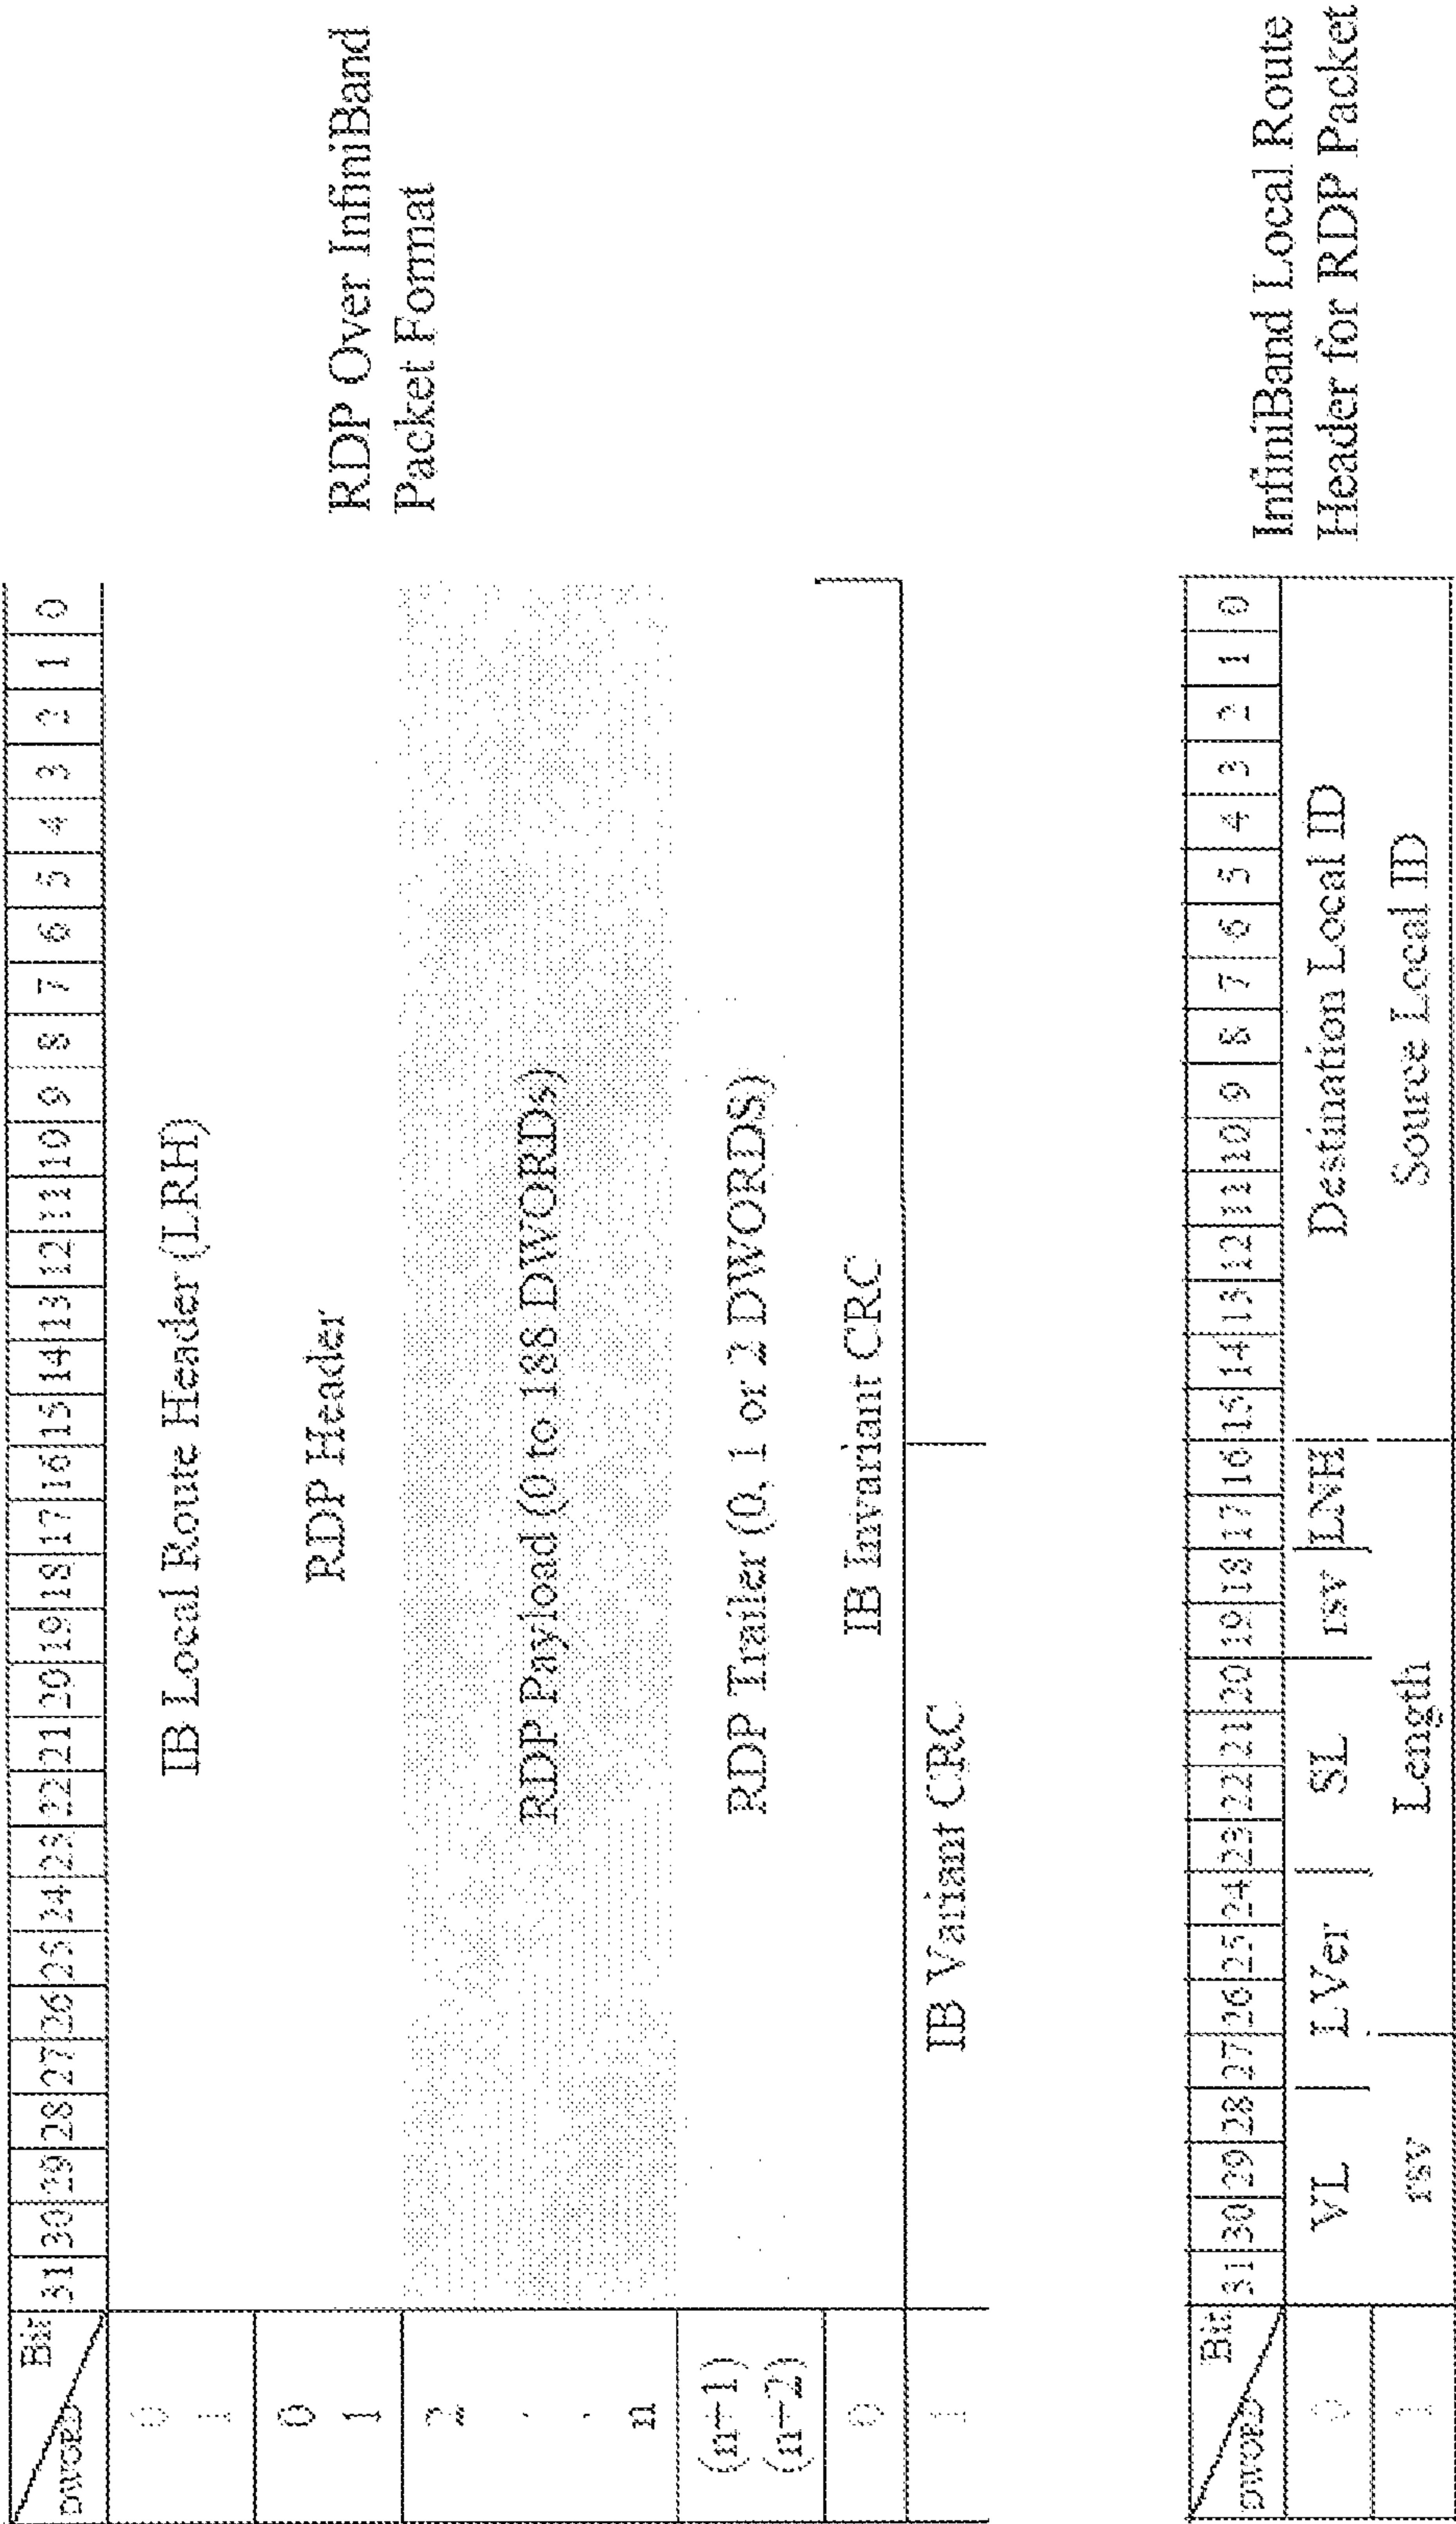 Bit
DWORD
31 30 29 28 27 26 25 24 23 22 21 20 19 18 17 16 15 14 13 12 11 10 9 8 7 6 5 4 3 2 1 0
0
1
IB Local Route Header (LRH)
0
1
RDP Header
2
.
.
n
RDP Payload (0 to 188 DWORDs)
(n+1)
(n+2)
RDP Trailer (0, 1 or 2 DWORDS)
0
IB Invariant CRC
1
IB Variant CRC
RDP Over InfiniBand
Packet Format
Bit
DWORD
31 30 29 28 27 26 25 24 23 22 21 20 19 18 17 16 15 14 13 12 11 10 9 8 7 6 5 4 3 2 1 0
0 VL LVer SL rsv LNH Destination Local ID
1 rsv Length Source Local ID
InfiniBand Local Route
Header for RDP Packet